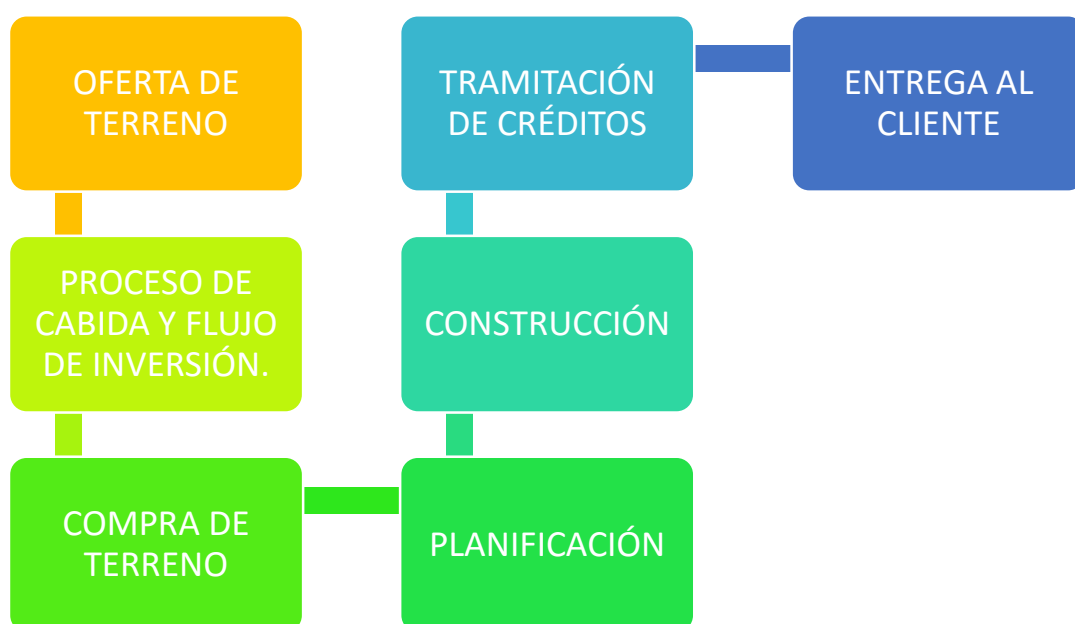 OFERTA DE
TERRENO
PROCESO DE
CABIDA Y FLUJO
DE INVERSIÓN.
COMPRA DE
TERRENO
PLANIFICACIÓN
CONSTRUCCIÓN
TRAMITACIÓN
DE CRÉDITOS
ENTREGA AL
CLIENTE